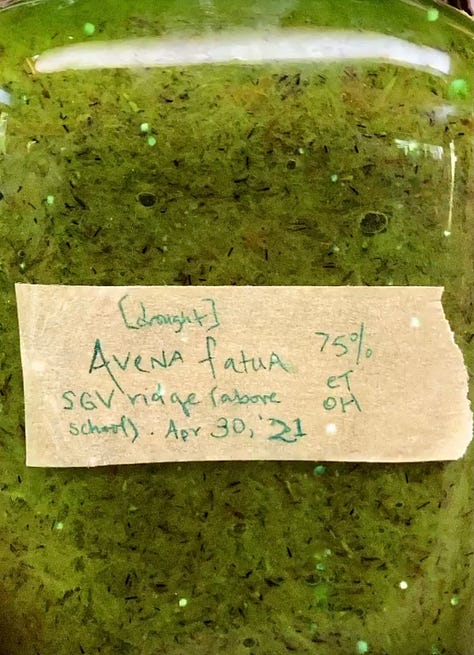 [drought]
Avena fatua
SGV ridge (above
school). Apr 30, '21
75%
eT
OH